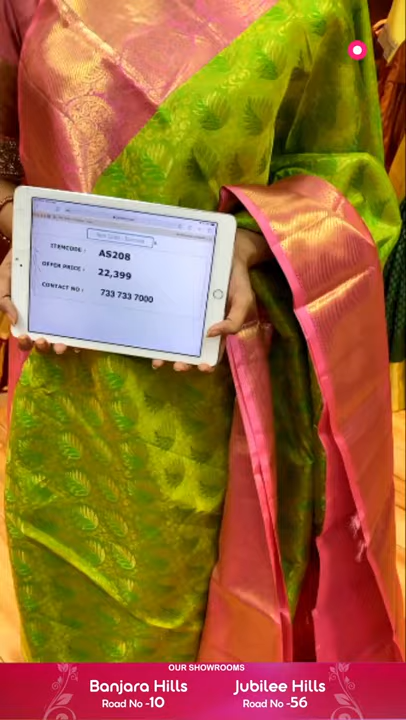 ITEMCODE : AS208
OFFER PRICE : 22,399
CONTACT NO : 733 733 7000
OUR SHOWROOMS
Banjara Hills Jubilee Hills
Road No -10 Road No -56